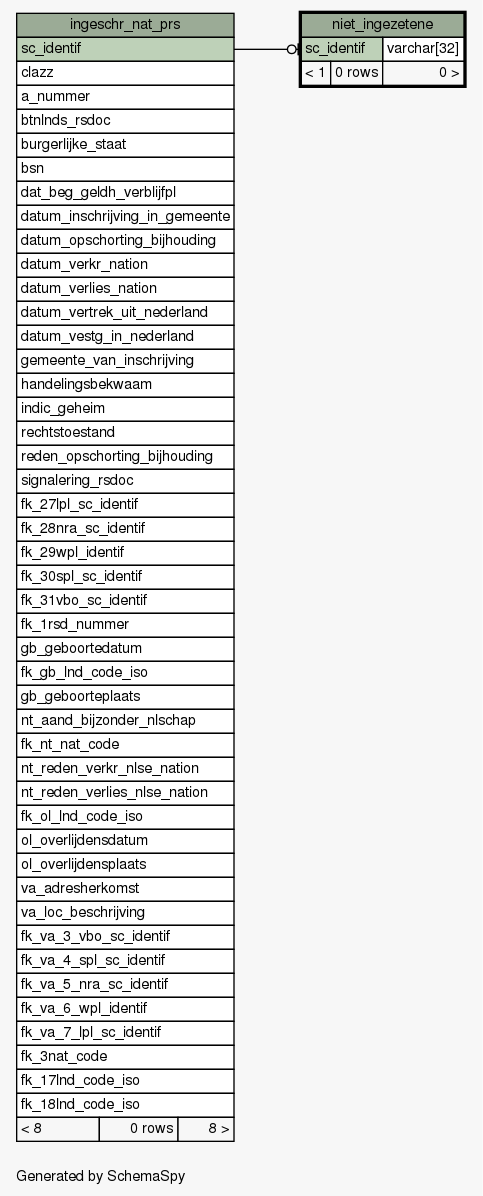 ingeschr_nat_prs
sc_identif
clazz
a_nummer
btnlnds_rsdoc
burgerlijke_staat
bsn
dat_beg_geldh_verblijfpl
datum_inschrijving_in_gemeente
datum_opschorting_bijhouding
datum_verkr_nation
datum_verlies_nation
datum_vertrek_uit_nederland
datum_vestg_in_nederland
gemeente_van_inschrijving
handelingsbekwaam
indic_geheim
rechtstoestand
reden_opschorting_bijhouding
signalering_rsdoc
fk_27lpl_sc_identif
fk_28nra_sc_identif
fk_29wpl_identif
fk_30spl_sc_identif
fk_31vbo_sc_identif
fk_1rsd_nummer
gb_geboortedatum
fk_gb_lnd_code_iso
gb_geboorteplaats
nt_aand_bijzonder_nlschap
fk_nt_nat_code
nt_reden_verkr_nlse_nation
nt_reden_verlies_nlse_nation
fk_ol_lnd_code_iso
ol_overlijdensdatum
ol_overlijdensplaats
va_adresherkomst
va_loc_beschrijving
fk_va_3_vbo_sc_identif
fk_va_4_spl_sc_identif
fk_va_5_nra_sc_identif
fk_va_6_wpl_identif
fk_va_7_lpl_sc_identif
fk_3nat_code
fk_17lnd_code_iso
fk_18lnd_code_iso
< 8 0 rows 8 >
niet_ingezetene
sc_identif varchar[32]
< 1 0 rows 0 >
Generated by SchemaSpy